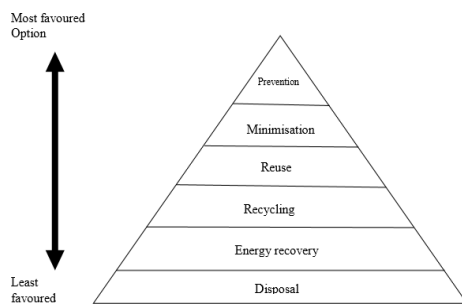 Most favoured
Option
Prevention
Minimisation
Reuse
Recycling
Energy recovery
Disposal
Least
favoured